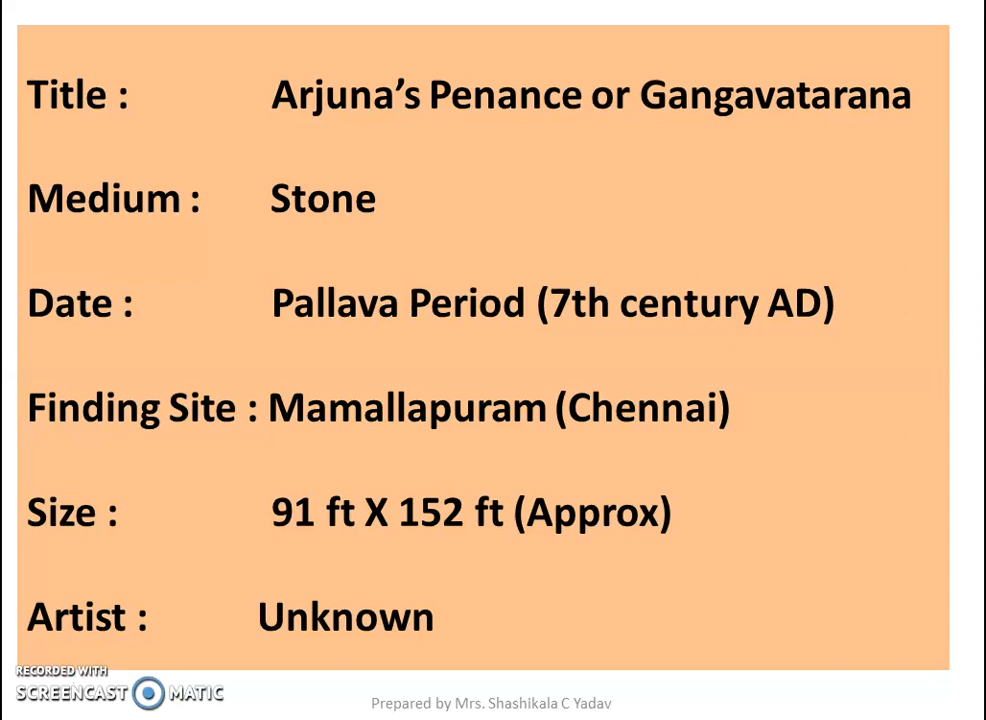 Title : Arjuna’s Penance or Gangavatarana
Medium : Stone
Date : Pallava Period (7th century AD)
Finding Site : Mamallapuram (Chennai)
Size : 91 ft X 152 ft (Approx)
Artist : Unknown
RECORDED WITH
SCREENCAST MATIC
Prepared by Mrs. Shashikala C Yadav